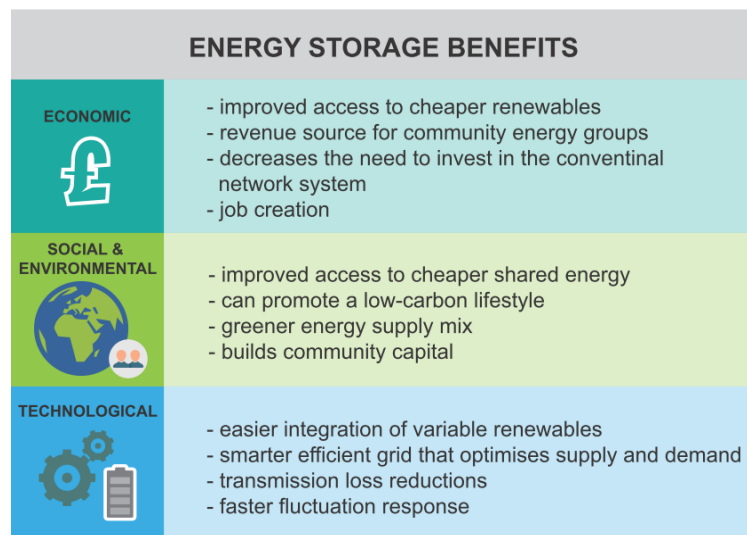 ENERGY STORAGE BENEFITS
ECONOMIC
£
- improved access to cheaper renewables
- revenue source for community energy groups
- decreases the need to invest in the conventinal
network system
- job creation
SOCIAL &
ENVIRONMENTAL
- improved access to cheaper shared energy
- can promote a low-carbon lifestyle
- greener energy supply mix
- builds community capital
TECHNOLOGICAL
- easier integration of variable renewables
- smarter efficient grid that optimises supply and demand
- transmission loss reductions
- faster fluctuation response